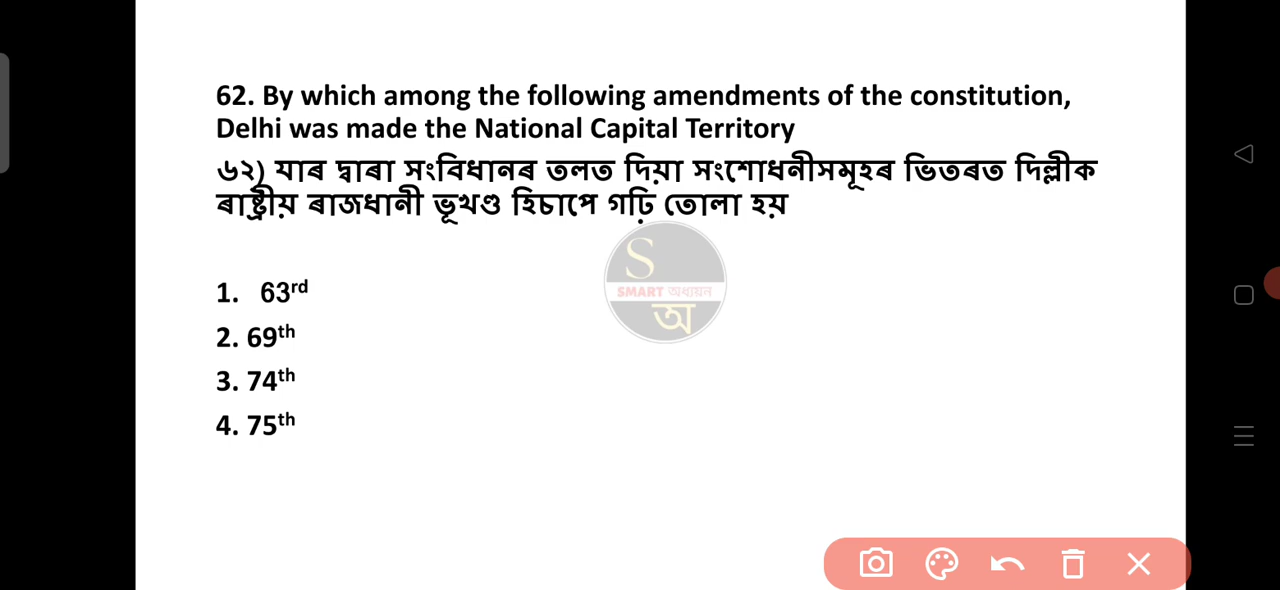 62. By which among the following amendments of the constitution,
Delhi was made the National Capital Territory
৬২) যাৰ দ্বাৰা সংবিধানৰ তলত দিয়া সংশোধনীসমূহৰ ভিতৰত দিল্লীক
ৰাষ্ট্ৰীয় ৰাজধানী ভূখণ্ড হিচাপে গঢ়ি তোলা হয়
S
SMART অধ্যয়ন
অ
1. 63rd
2. 69th
3. 74th
4. 75th